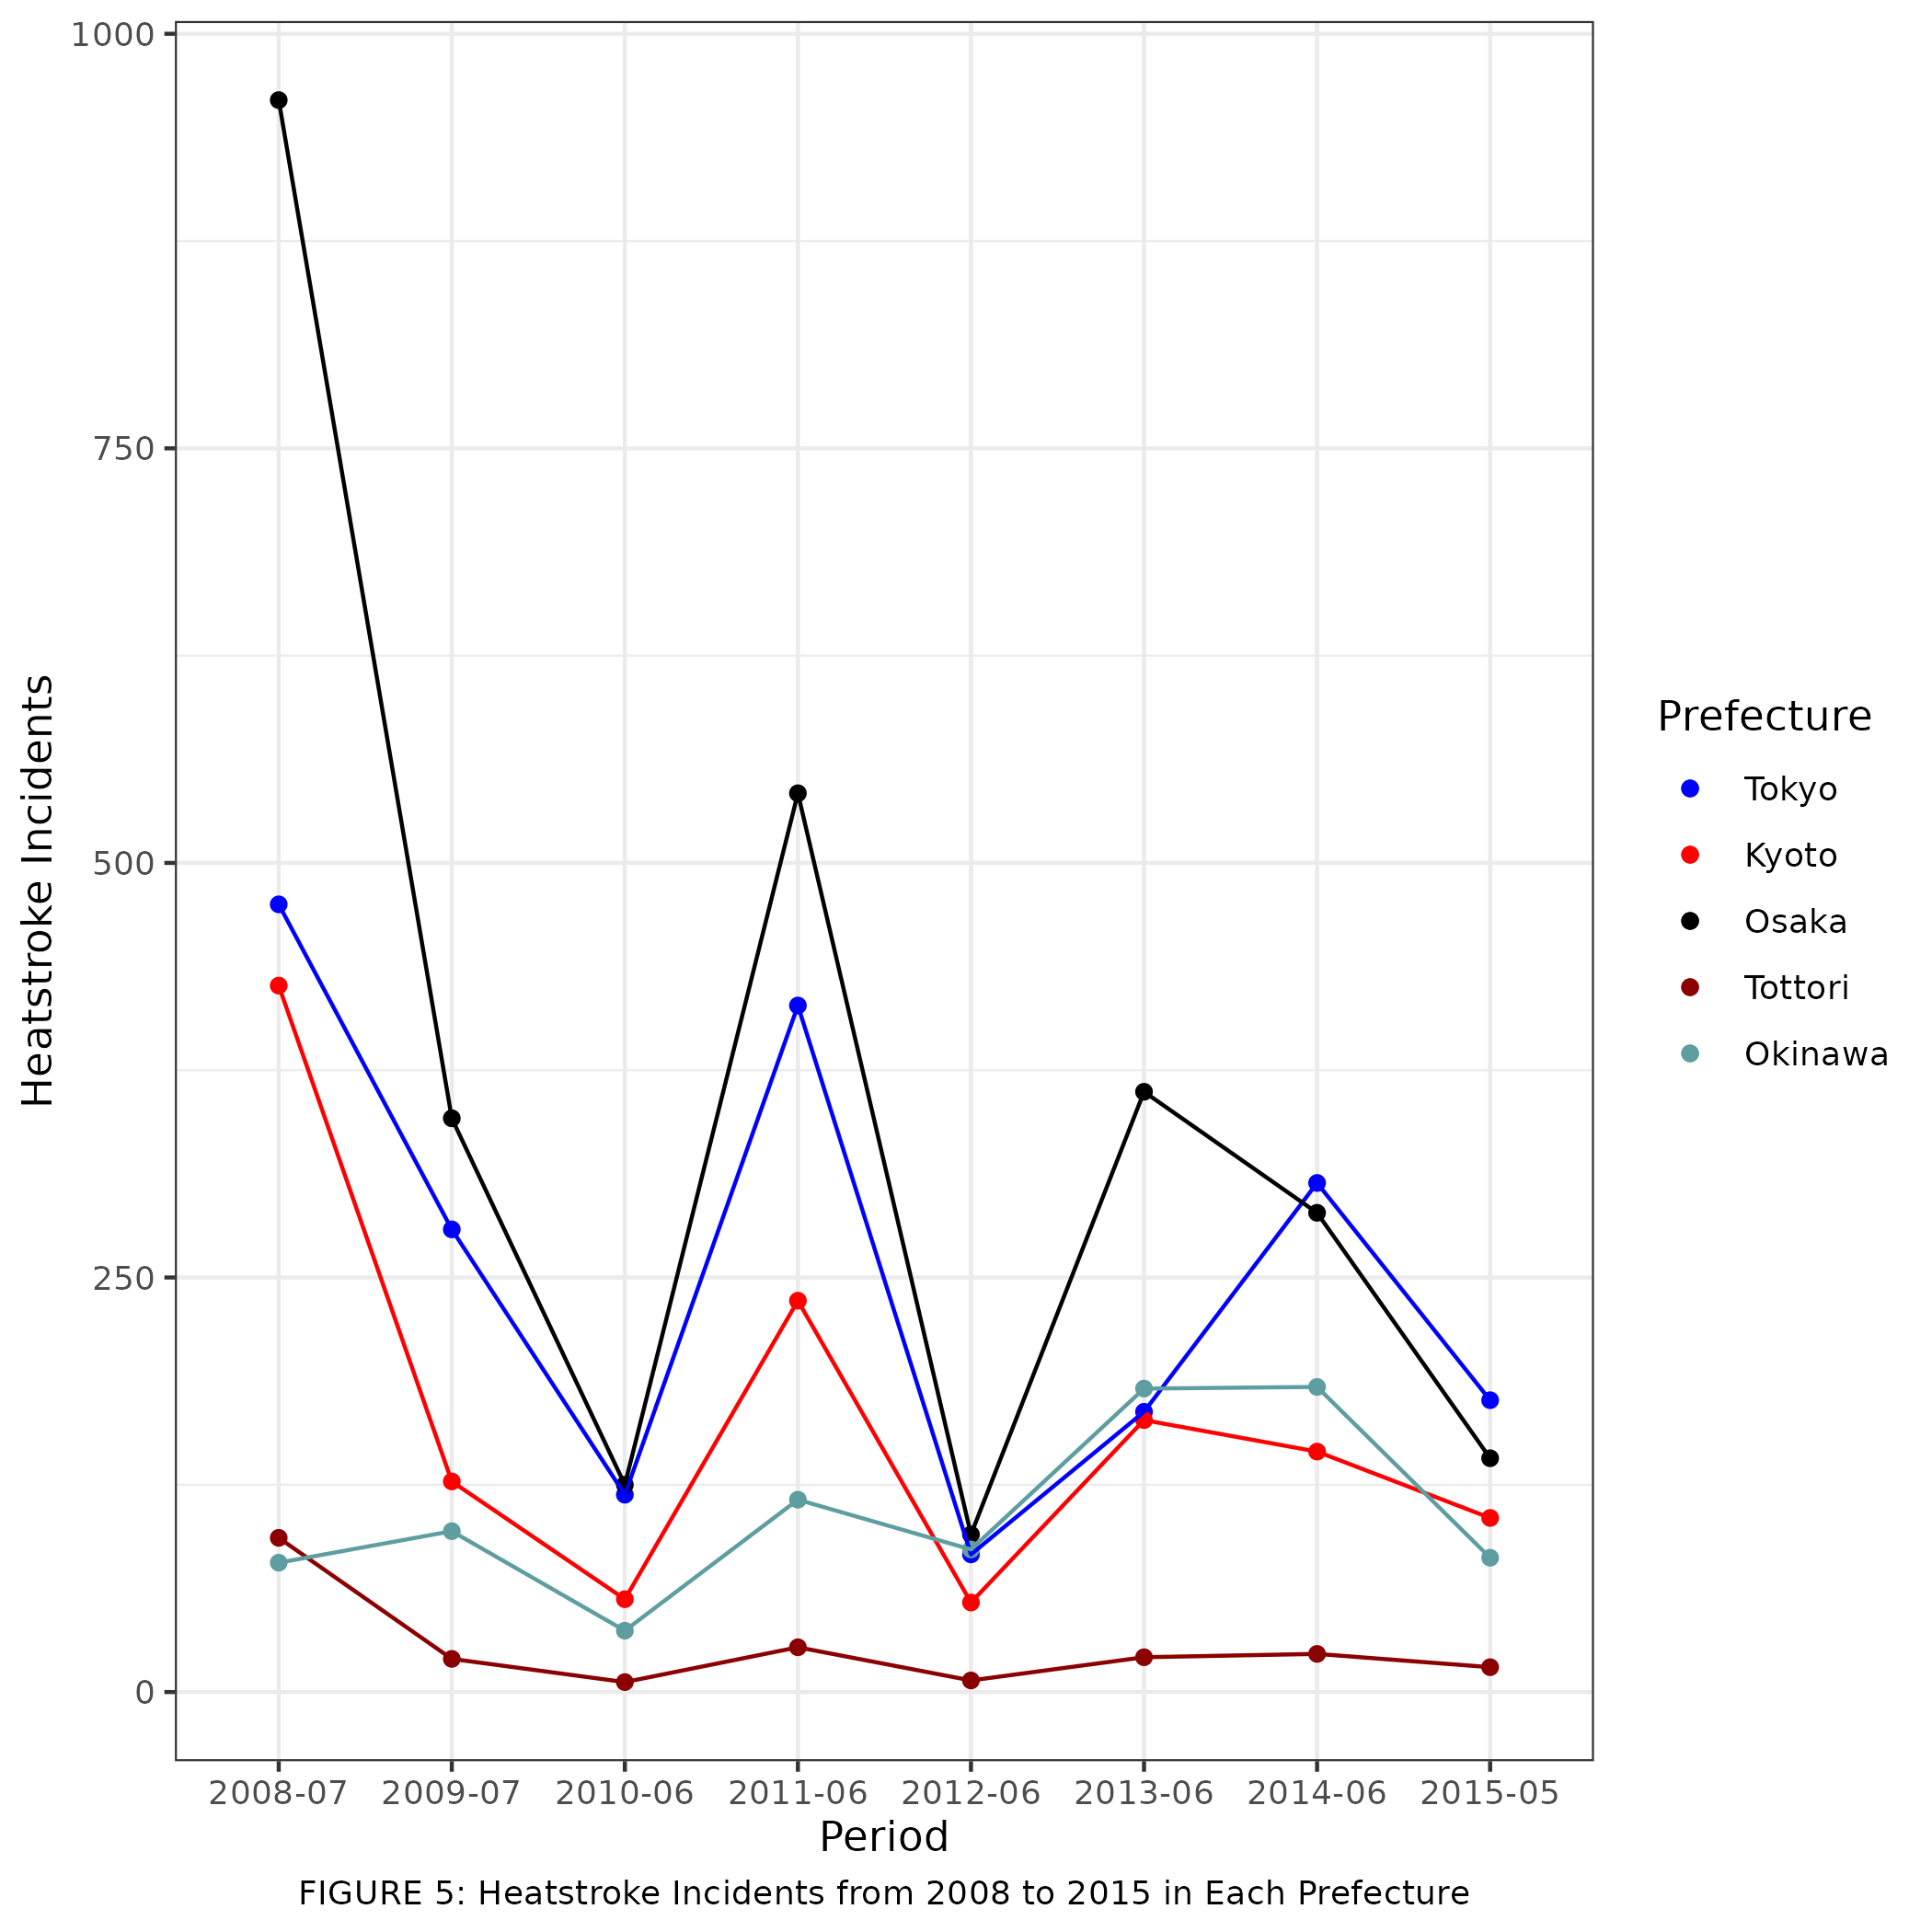 1000
750
500
250
0
Heatstroke Incidents
2008-07 2009-07 2010-06 2011-06 2012-06 2013-06 2014-06 2015-05
Period
Prefecture
Tokyo
Kyoto
Osaka
Tottori
Okinawa
FIGURE 5: Heatstroke Incidents from 2008 to 2015 in Each Prefecture